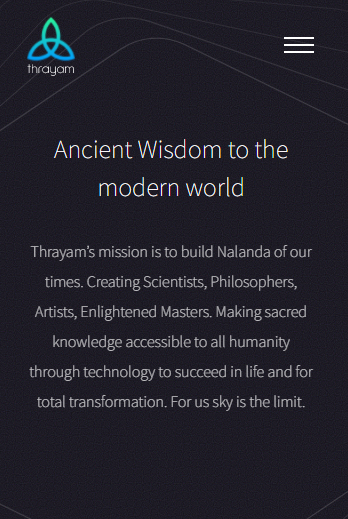 thrayam
Ancient Wisdom to the
modern world
Thrayam's mission is to build Nalanda of our
times. Creating Scientists, Philosophers,
Artists, Enlightened Masters. Making sacred
knowledge accessible to all humanity
through technology to succeed in life and for
total transformation. For us sky is the limit.